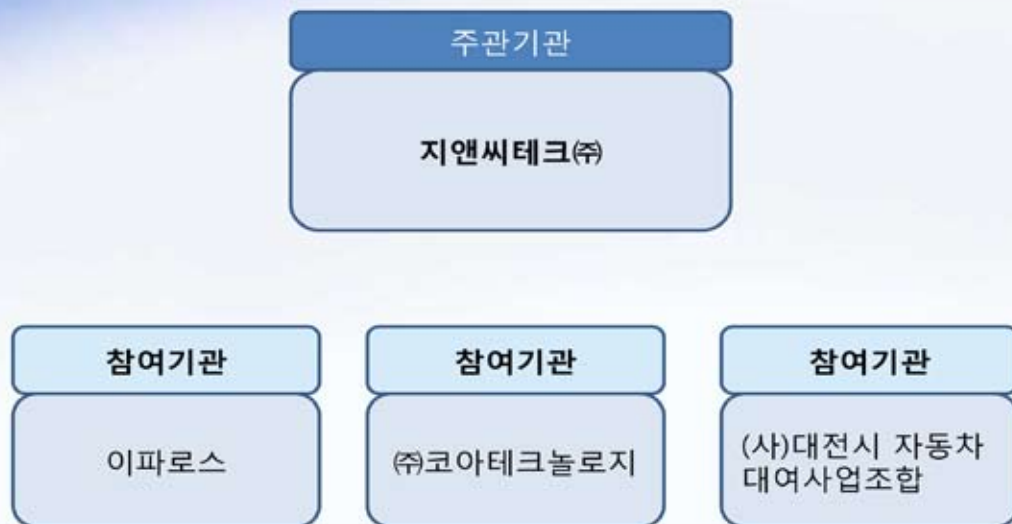 주관기관
지앤씨테크㈜
참여기관
참여기관
참여기관
이파로스
㈜코아테크놀로지
(사)대전시 자동차
대여사업조합